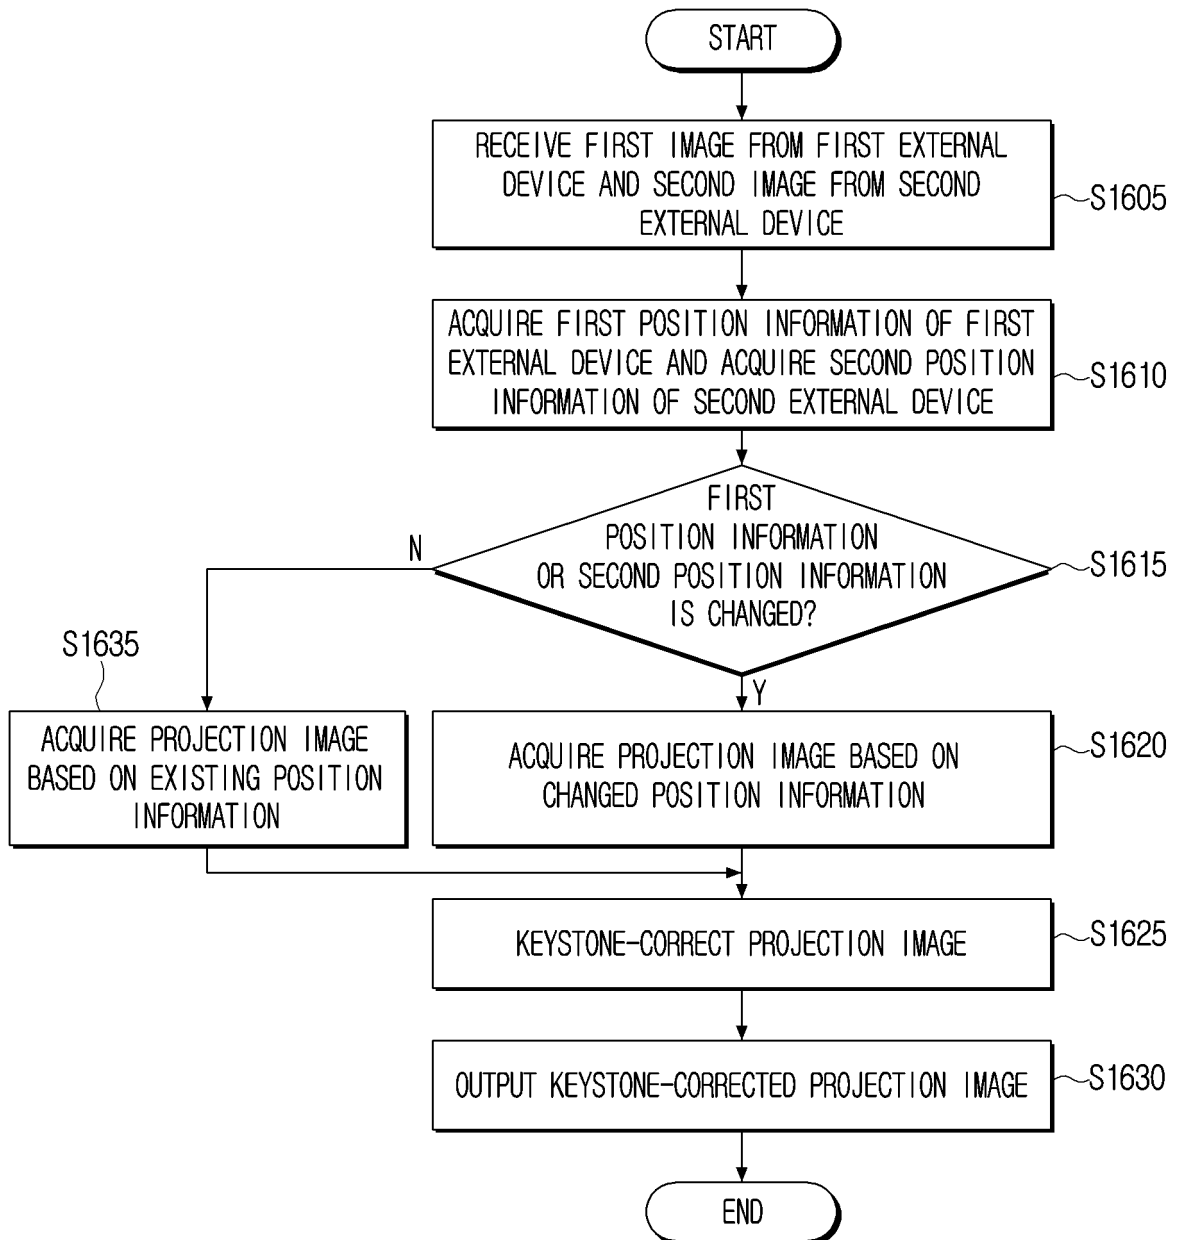 START
RECEIVE FIRST IMAGE FROM FIRST EXTERNAL
DEVICE AND SECOND IMAGE FROM SECOND
EXTERNAL DEVICE
S1605
ACQUIRE FIRST POSITION INFORMATION OF FIRST
EXTERNAL DEVICE AND ACQUIRE SECOND POSITION
INFORMATION OF SECOND EXTERNAL DEVICE
S1610
FIRST
POSITION INFORMATION
OR SECOND POSITION INFORMATION
IS CHANGED?
S1615
N
Y
S1635
ACQUIRE PROJECTION IMAGE
BASED ON EXISTING POSITION
INFORMATION
ACQUIRE PROJECTION IMAGE BASED ON
CHANGED POSITION INFORMATION
S1620
KEYSTONE-CORRECT PROJECTION IMAGE
S1625
OUTPUT KEYSTONE-CORRECTED PROJECTION IMAGE
S1630
END